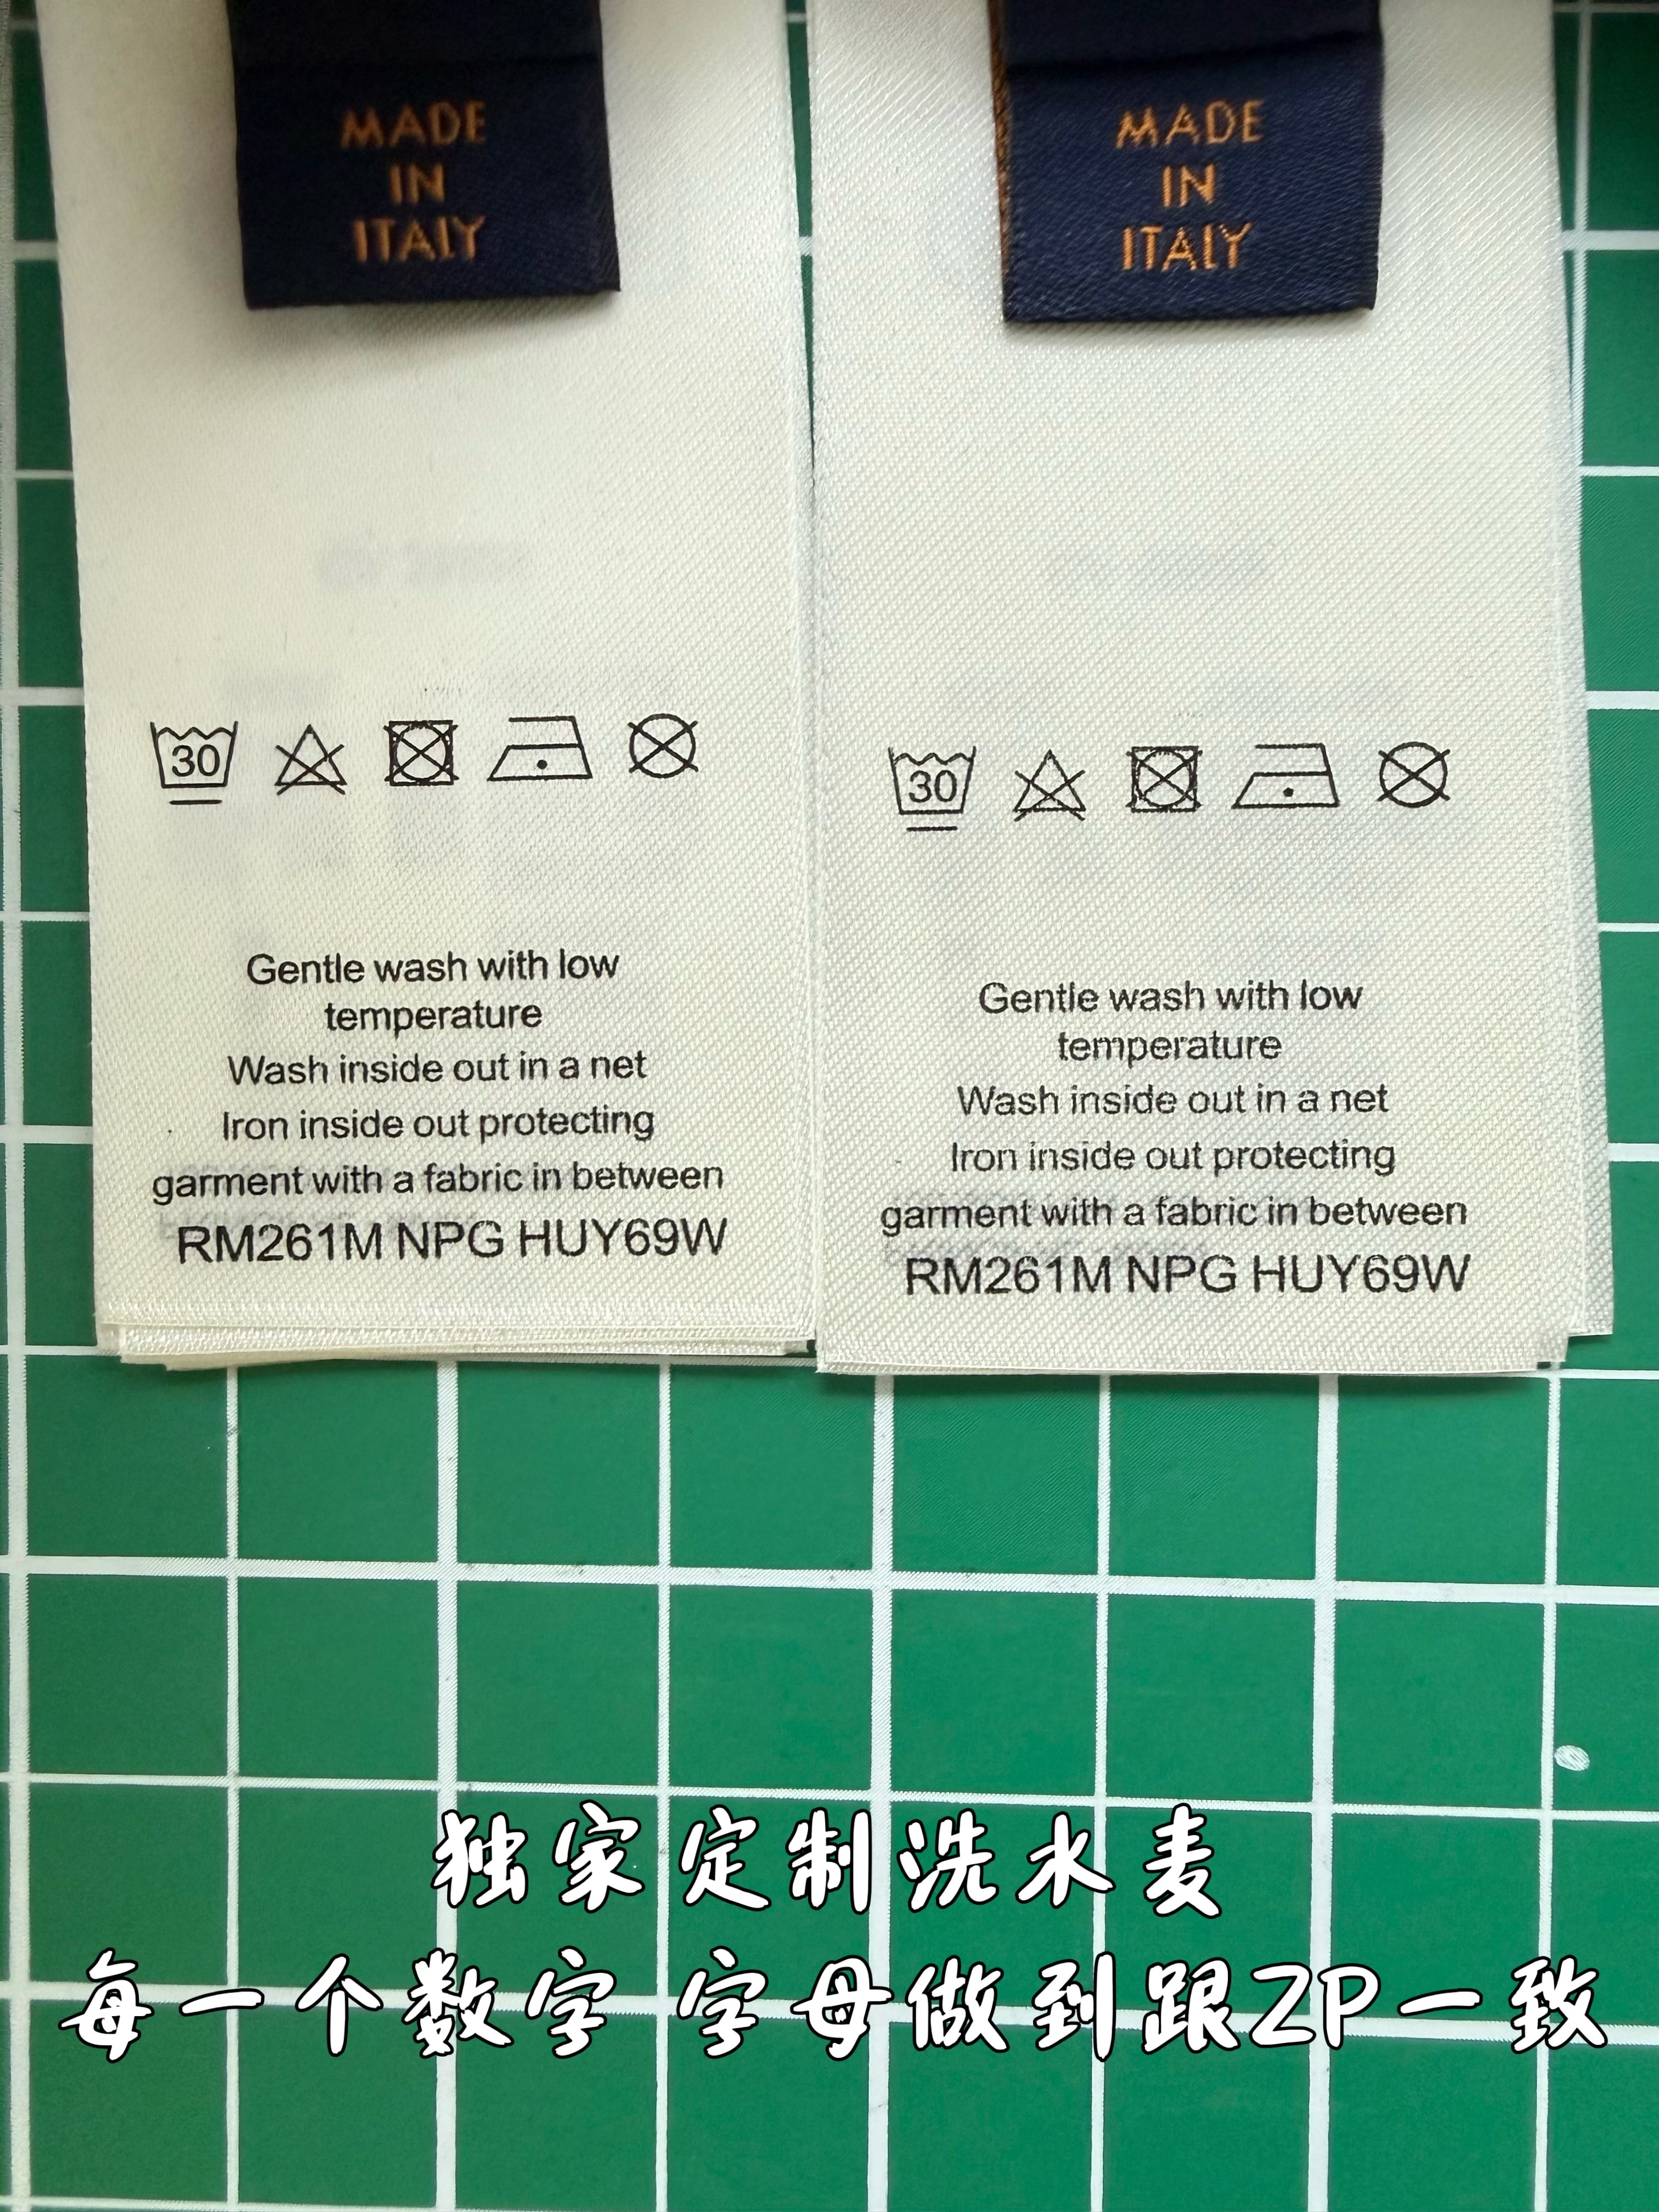 MADE
IN
ITALY
30
Gentle wash with low
temperature
Wash inside out in a net
Iron inside out protecting
garment with a fabric in between
RM261M NPG HUY69W
MADE
IN
ITALY
30
Gentle wash with low
temperature
Wash inside out in a net
Iron inside out protecting
garment with a fabric in between
RM261M NPG HUY69W
独家定制洗水麦
每一个数字 字母做到跟ZP一致